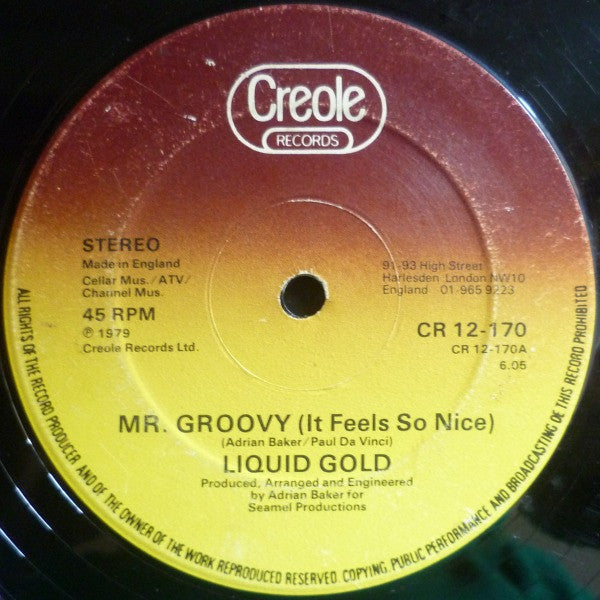 Creole
RECORDS
STEREO
Made in England
Cellar Mus./ATV/
Channel Mus.
91-93 High Street
Harlesden London NW10
England 01-965 9223
45 RPM
℗ 1979
Creole Records Ltd.
CR 12-170
CR 12-170A
6.05
MR. GROOVY (It Feels So Nice)
(Adrian Baker/Paul Da Vinci)
LIQUID GOLD
Produced, Arranged and Engineered
by Adrian Baker for
Seamel Productions
ALL RIGHTS OF THE RECORD PRODUCER AND OF THE OWNER OF THE WORK REPRODUCED RESERVED. COPYING, PUBLIC PERFORMANCE AND BROADCASTING OE THIS RECORD PROHIBITED